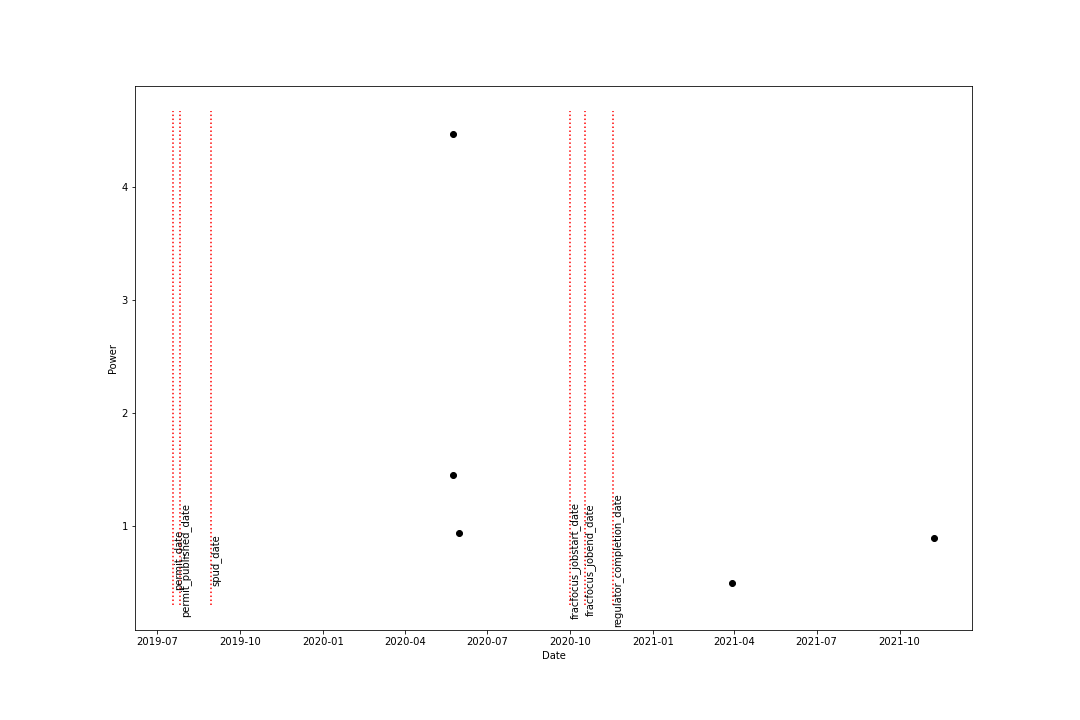 4
3
2
1
Power
permit_date
permit_published_date
spud_date
fracfocus_jobstart_date
fracfocus_jobend_date
regulator_completion_date
2019-07
2019-10
2020-01
2020-04
2020-07
2020-10
2021-01
2021-04
2021-07
2021-10
Date